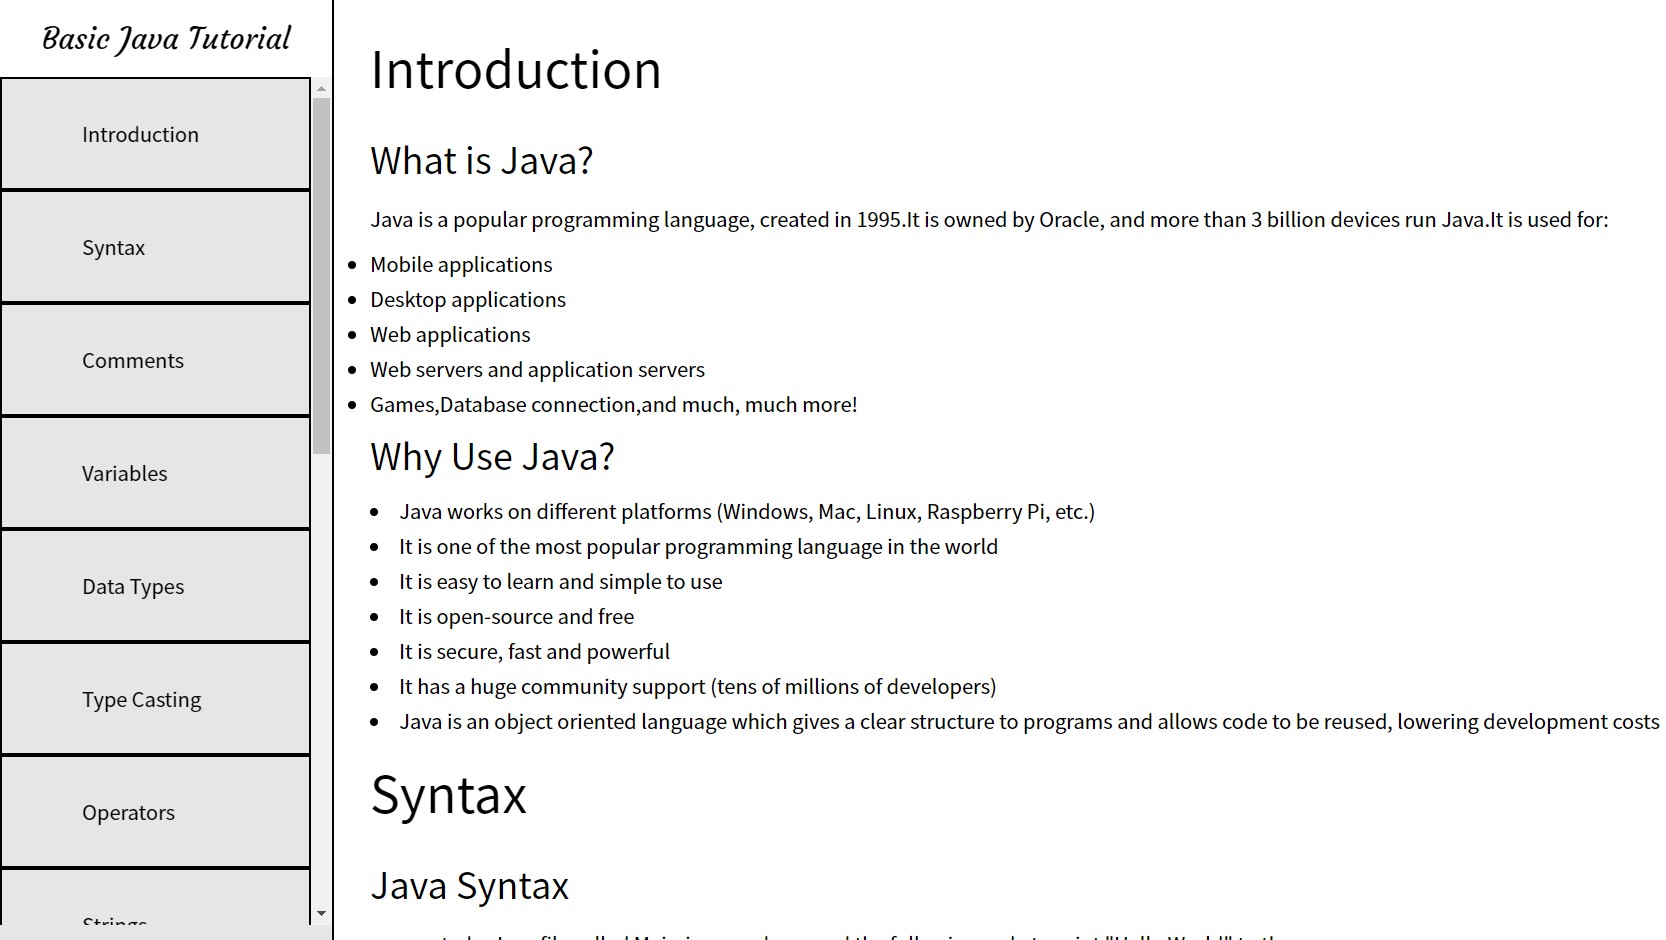 Basic Java Tutorial
Introduction
Syntax
Comments
Variables
Data Types
Type Casting
Operators
Strings
Introduction
What is Java?
Java is a popular programming language, created in 1995.It is owned by Oracle, and more than 3 billion devices run Java.It is used for:
Mobile applications
Desktop applications
Web applications
Web servers and application servers
Games,Database connection,and much, much more!
Why Use Java?
Java works on different platforms (Windows, Mac, Linux, Raspberry Pi, etc.)
It is one of the most popular programming language in the world
It is easy to learn and simple to use
It is open-source and free
It is secure, fast and powerful
It has a huge community support (tens of millions of developers)
Java is an object oriented language which gives a clear structure to programs and allows code to be reused, lowering development costs
Syntax
Java Syntax